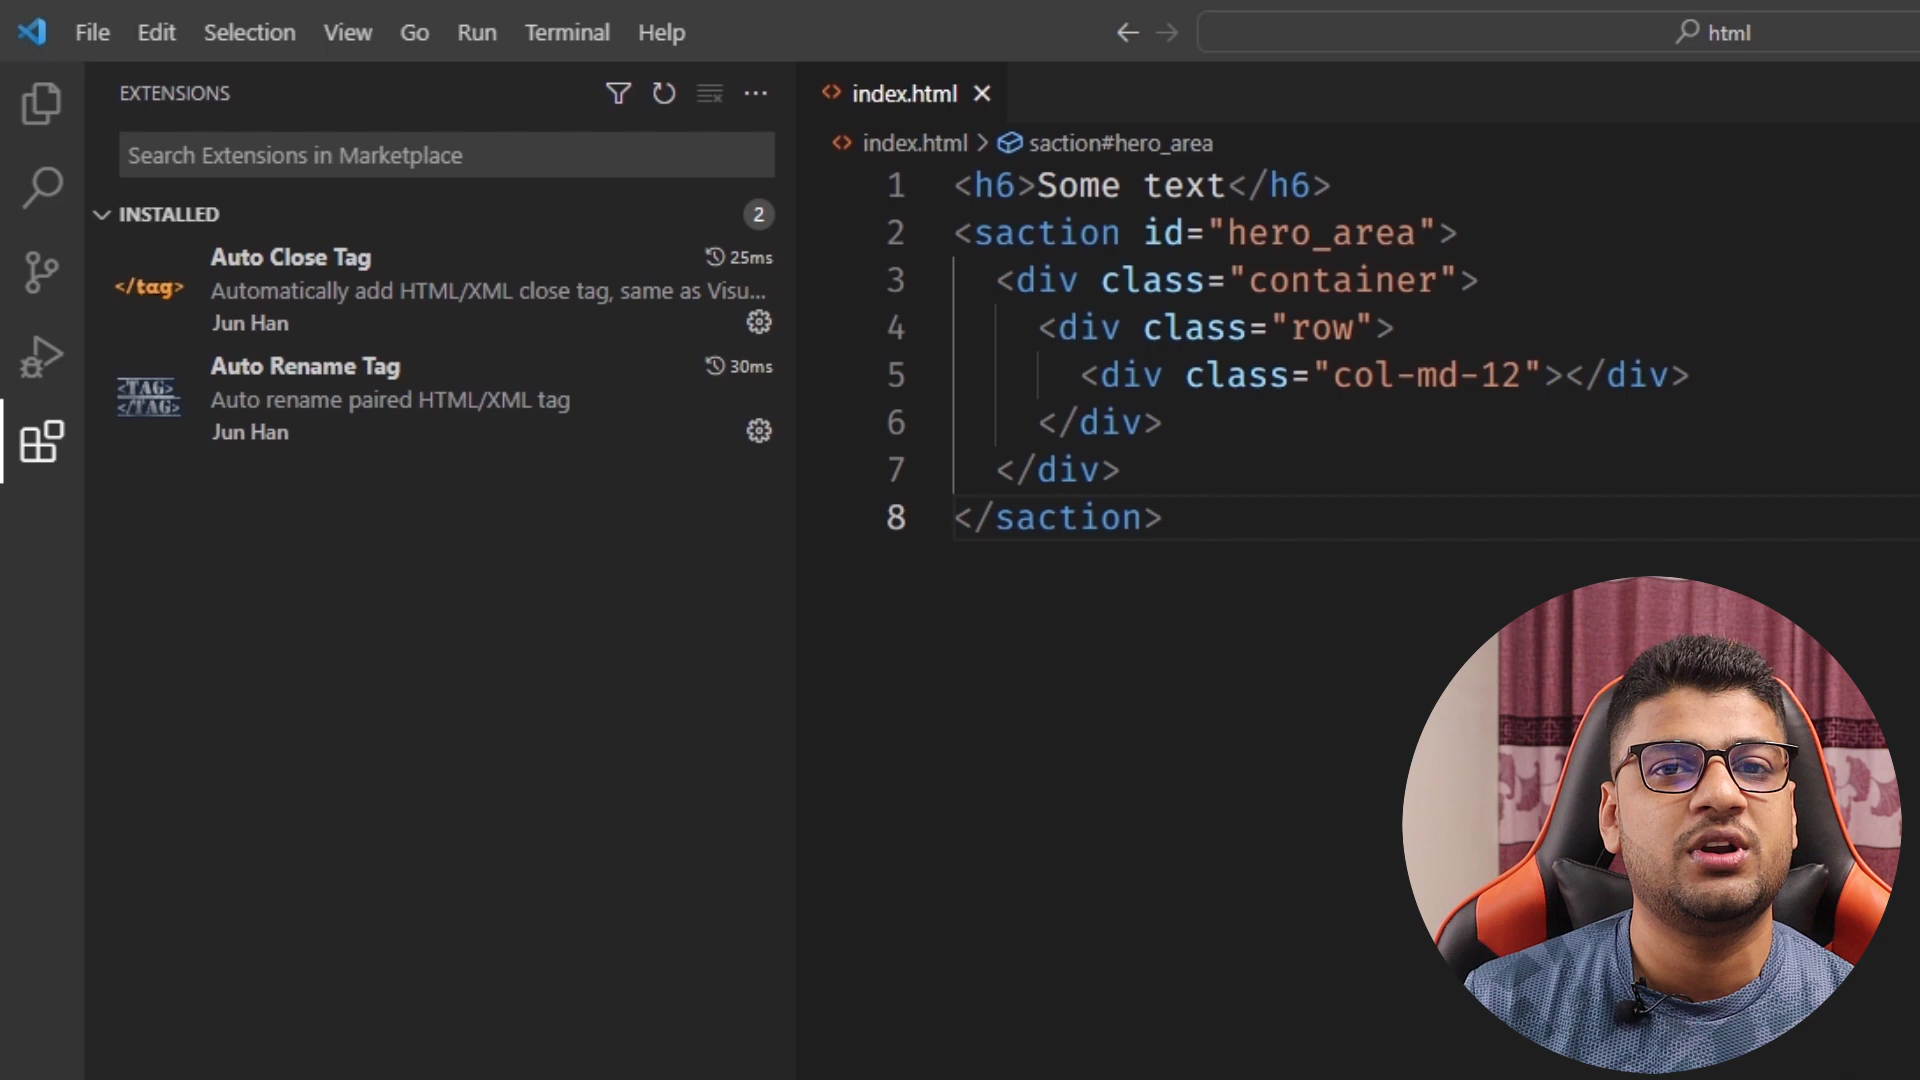 File Edit Selection View Go Run Terminal Help
html
EXTENSIONS
Search Extensions in Marketplace
INSTALLED 2
Auto Close Tag 25ms
</tag>
Automatically add HTML/XML close tag, same as Visu...
Jun Han
Auto Rename Tag 30ms
<TAG>
</TAG>
Auto rename paired HTML/XML tag
Jun Han
index.html
index.html > saction#hero_area
1 <h6>Some text</h6>
2 <saction id="hero_area">
3 <div class="container">
4 <div class="row">
5 <div class="col-md-12"></div>
6 </div>
7 </div>
8 </saction>